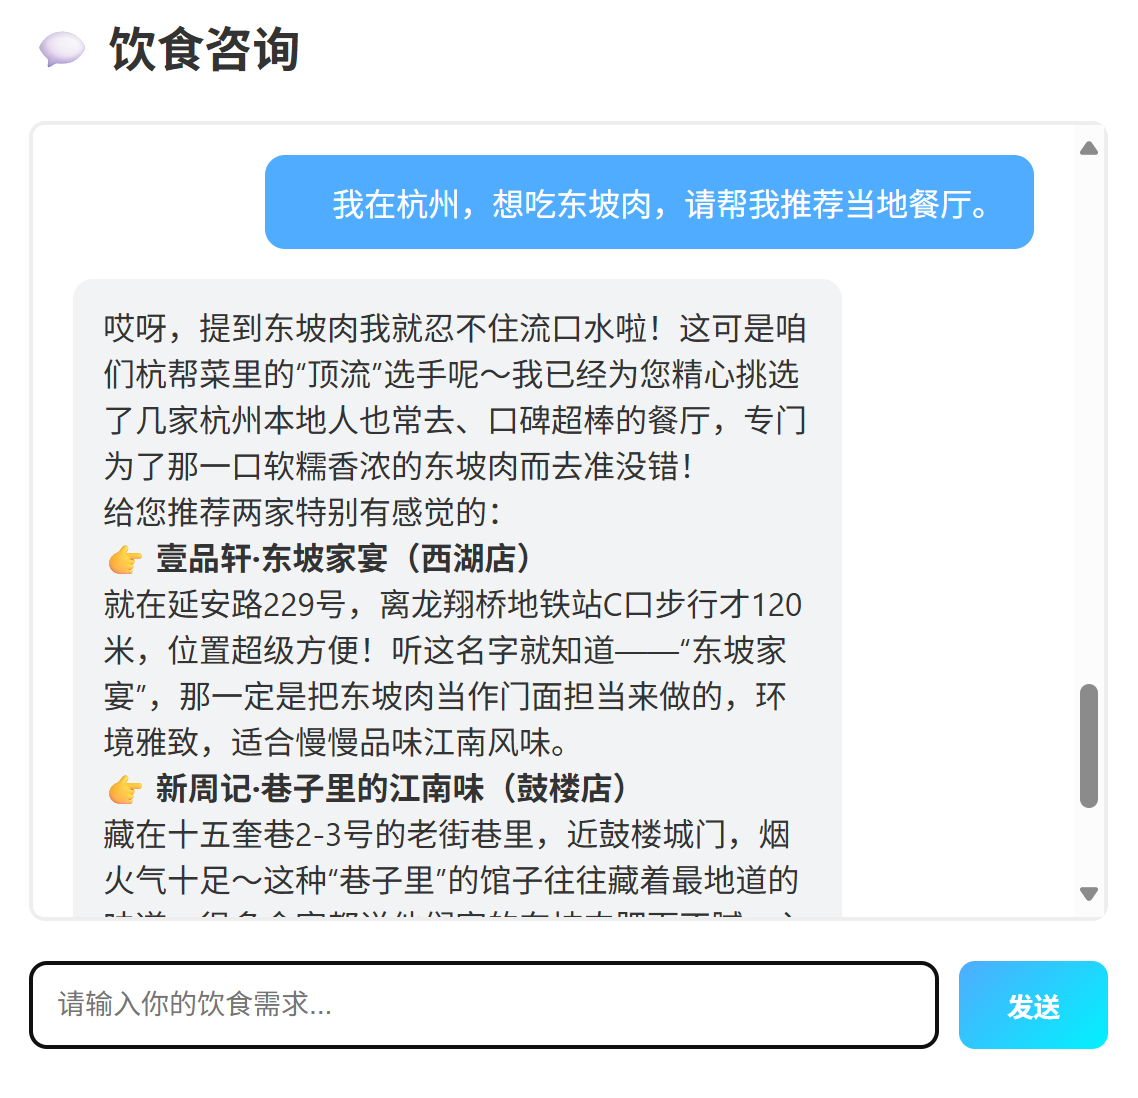 饮食咨询
我在杭州，想吃东坡肉，请帮我推荐当地餐厅。
哎呀，提到东坡肉我就忍不住流口水啦！这可是咱
们杭帮菜里的“顶流”选手呢～我已经为您精心挑选
了几家杭州本地人也常去、口碑超棒的餐厅，专门
为了那一口软糯香浓的东坡肉而去准没错！
给您推荐两家特别有感觉的：
👉 壹品轩·东坡家宴（西湖店）
就在延安路229号，离龙翔桥地铁站C口步行才120
米，位置超级方便！听这名字就知道——“东坡家
宴”，那一定是把东坡肉当作门面担当来做的，环
境雅致，适合慢慢品味江南风味。
👉 新周记·巷子里的江南味（鼓楼店）
藏在十五奎巷2-3号的老街巷里，近鼓楼城门，烟
火气十足～这种“巷子里”的馆子往往藏着最地道的
请输入你的饮食需求...
发送